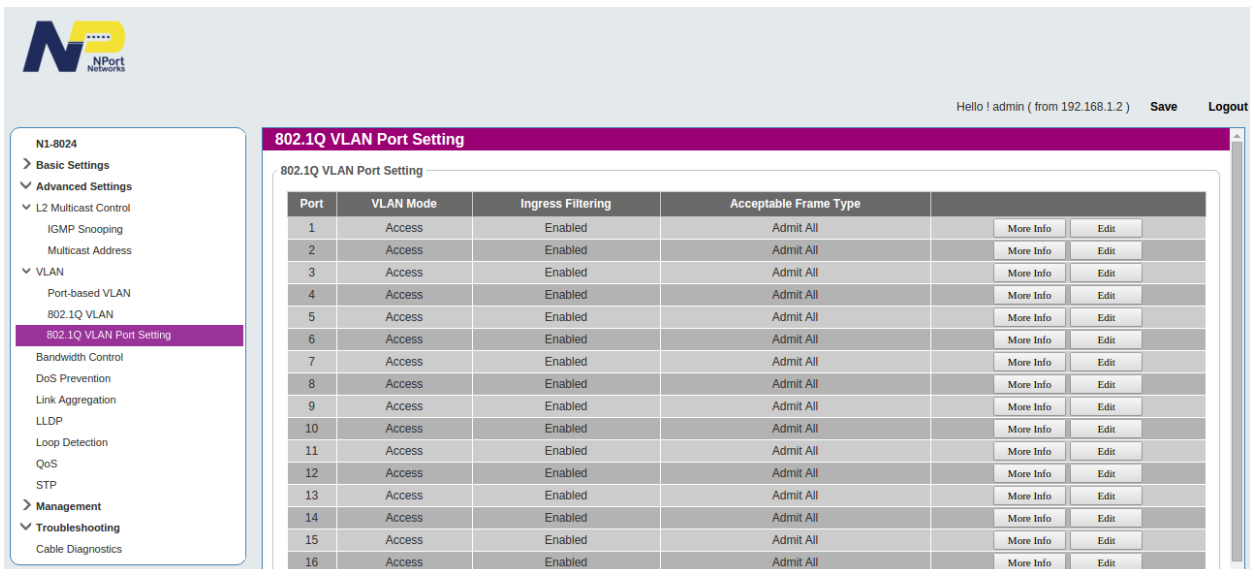 NPort
Networks
Hello ! admin ( from 192.168.1.2 ) Save Logout
N1-8024
Basic Settings
Advanced Settings
L2 Multicast Control
IGMP Snooping
Multicast Address
VLAN
Port-based VLAN
802.1Q VLAN
802.1Q VLAN Port Setting
Bandwidth Control
DoS Prevention
Link Aggregation
LLDP
Loop Detection
QoS
STP
Management
Troubleshooting
Cable Diagnostics
802.1Q VLAN Port Setting
802.1Q VLAN Port Setting
Port VLAN Mode Ingress Filtering Acceptable Frame Type
1 Access Enabled Admit All More Info Edit
2 Access Enabled Admit All More Info Edit
3 Access Enabled Admit All More Info Edit
4 Access Enabled Admit All More Info Edit
5 Access Enabled Admit All More Info Edit
6 Access Enabled Admit All More Info Edit
7 Access Enabled Admit All More Info Edit
8 Access Enabled Admit All More Info Edit
9 Access Enabled Admit All More Info Edit
10 Access Enabled Admit All More Info Edit
11 Access Enabled Admit All More Info Edit
12 Access Enabled Admit All More Info Edit
13 Access Enabled Admit All More Info Edit
14 Access Enabled Admit All More Info Edit
15 Access Enabled Admit All More Info Edit
16 Access Enabled Admit All More Info Edit